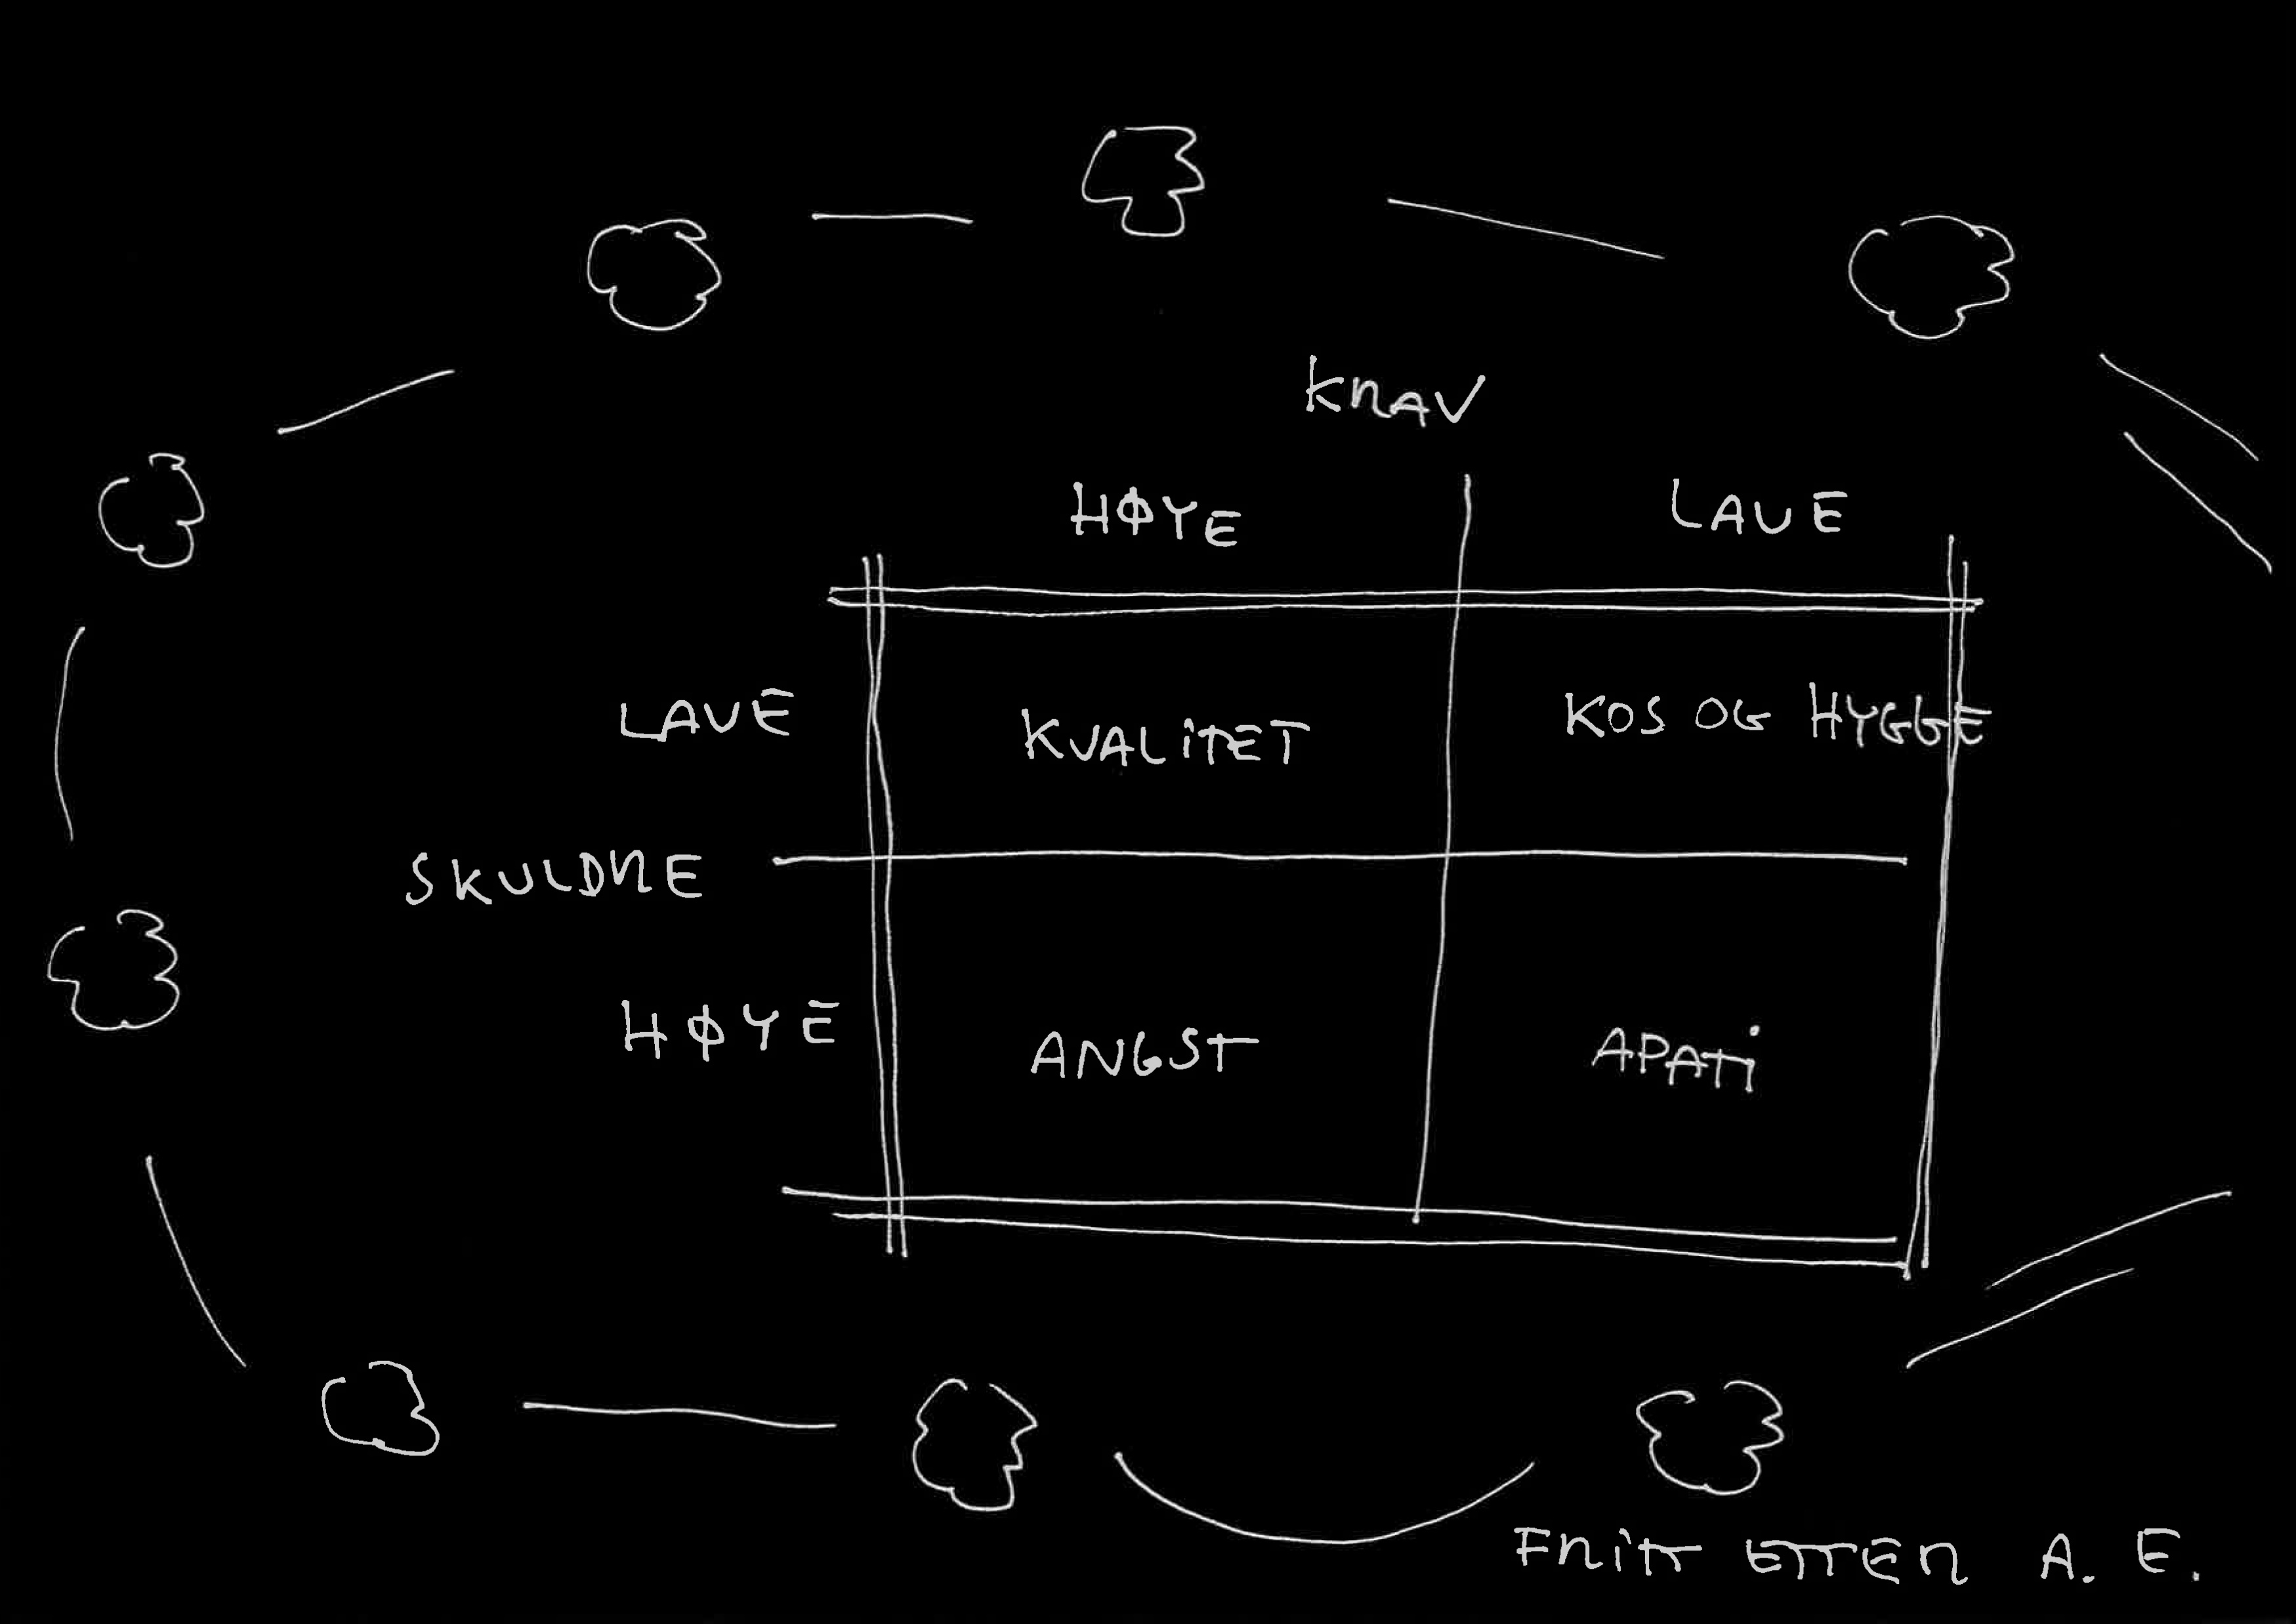 KRAV
HØYE LAVE
LAVE KVALITET KOS OG HYGGE
SKULDRE
HØYE ANGST APATi
FRiTT ETTER A. E.